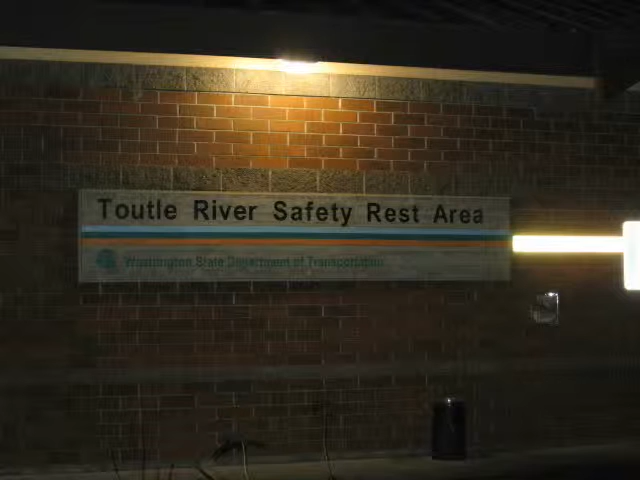 Toutle River Safety Rest Area
Washington State Department of Transportation